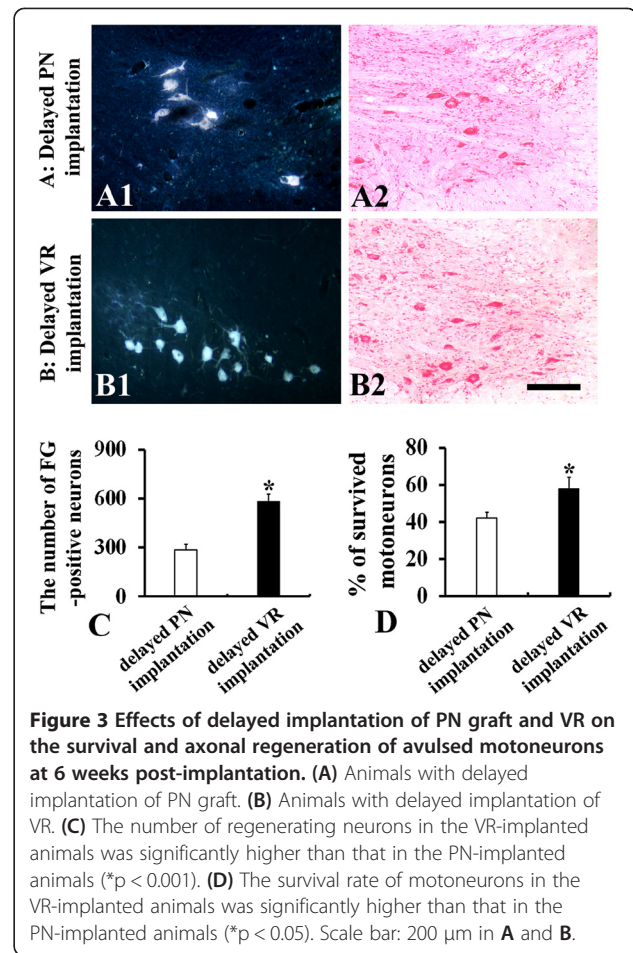 A: Delayed PN
implantation
A1
A2
B: Delayed VR
implantation
B1
B2
The number of FG
-positive neurons
900
600
300
0
*
delayed PN
implantation
delayed VR
implantation
C
% of survived
motoneurons
80
60
40
20
0
*
delayed PN
implantation
delayed VR
implantation
D
Figure 3 Effects of delayed implantation of PN graft and VR on
the survival and axonal regeneration of avulsed motoneurons
at 6 weeks post-implantation. (A) Animals with delayed
implantation of PN graft. (B) Animals with delayed implantation of
VR. (C) The number of regenerating neurons in the VR-implanted
animals was significantly higher than that in the PN-implanted
animals (*p < 0.001). (D) The survival rate of motoneurons in the
VR-implanted animals was significantly higher than that in the
PN-implanted animals (*p < 0.05). Scale bar: 200 μm in A and B.